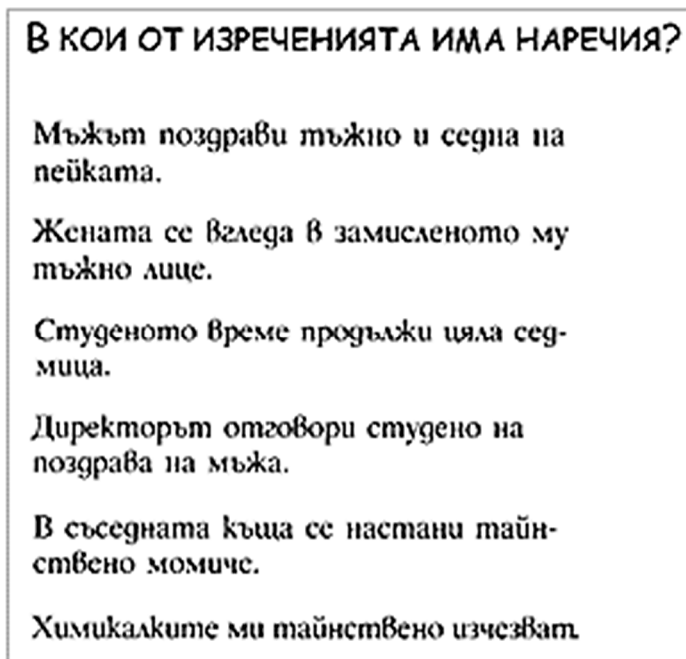 В КОИ ОТ ИЗРЕЧЕНИЯТА ИМА НАРЕЧИЯ?
Мъжът поздрави тъжно и седна на
пейката.
Жената се вгледа в замисленото му
тъжно лице.
Студеното време продължи цяла сед-
мица.
Директорът отговори студено на
поздрава на мъжа.
В съседната къща се настани тайн-
ствено момиче.
Химикалките ми тайнствено изчезват.